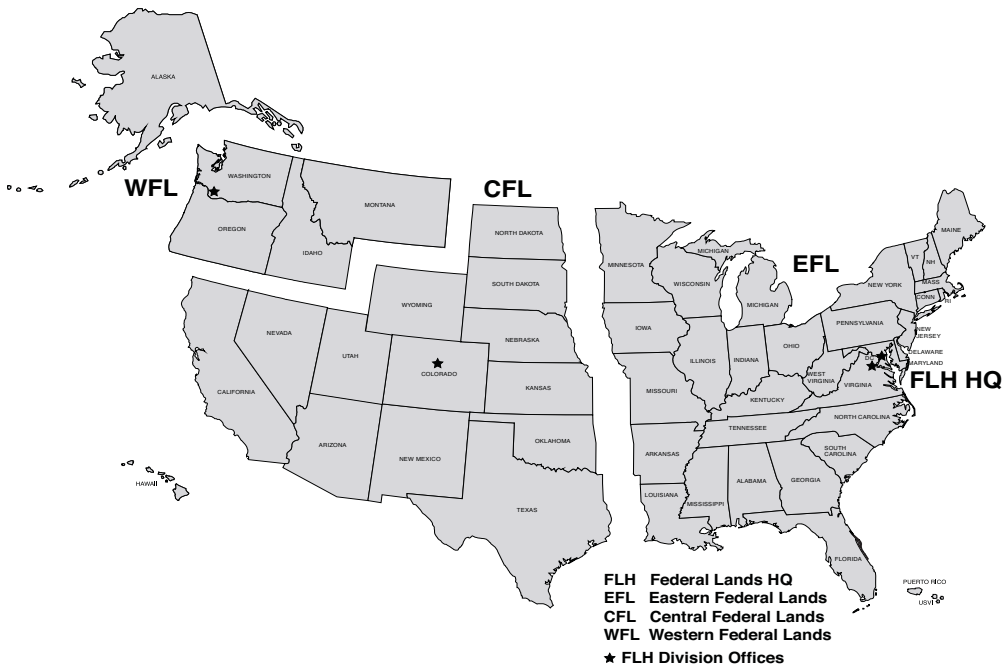 ALASKA
WFL
WASHINGTON
OREGON
IDAHO
MONTANA
CFL
NORTH DAKOTA
SOUTH DAKOTA
WYOMING
NEBRASKA
NEVADA
UTAH
COLORADO
KANSAS
CALIFORNIA
ARIZONA
NEW MEXICO
OKLAHOMA
TEXAS
HAWAII
EFL
MINNESOTA
MICHIGAN
WISCONSIN
MICHIGAN
IOWA
ILLINOIS
INDIANA
OHIO
MISSOURI
KENTUCKY
WEST
VIRGINIA
VIRGINIA
TENNESSEE
NORTH CAROLINA
SOUTH
CAROLINA
ARKANSAS
LOUISIANA
MISSISSIPPI
ALABAMA
GEORGIA
FLORIDA
MAINE
VT
NH
MASS
CONN
RI
NEW YORK
PENNSYLVANIA
NEW
JERSEY
DELAWARE
MARYLAND
DC
FLH HQ
PUERTO RICO
USVI
FLH Federal Lands HQ
EFL Eastern Federal Lands
CFL Central Federal Lands
WFL Western Federal Lands
★ FLH Division Offices